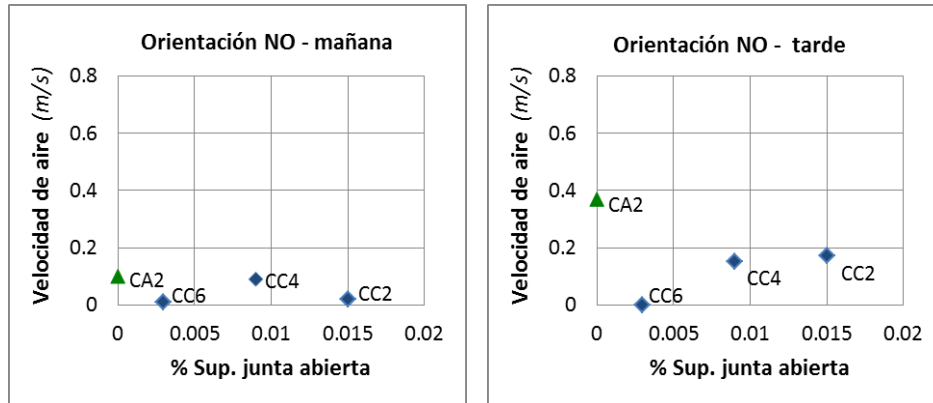 Orientación NO - mañana
Velocidad de aire (m/s)
0.8
0.6
0.4
0.2
0
CA2
CC6
CC4
CC2
0 0.005 0.01 0.015 0.02
% Sup. junta abierta
Orientación NO - tarde
Velocidad de aire (m/s)
0.8
0.6
0.4
0.2
0
CA2
CC6
CC4
CC2
0 0.005 0.01 0.015 0.02
% Sup. junta abierta